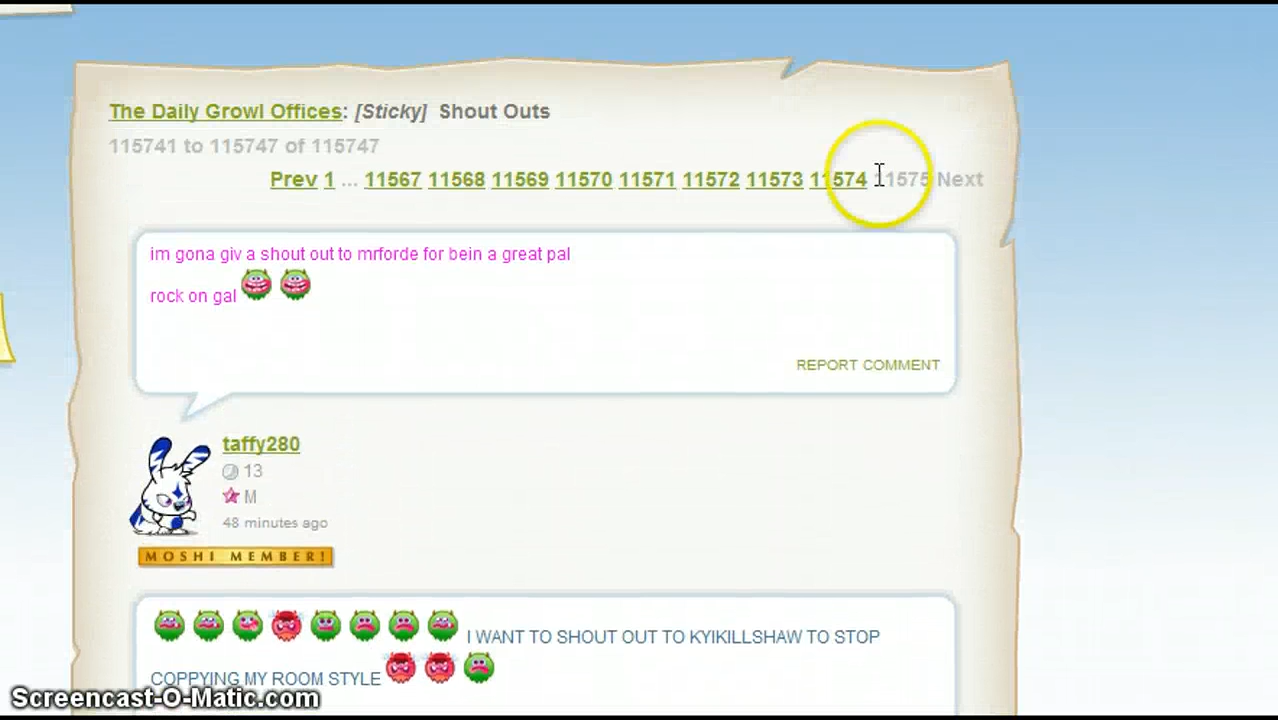 The Daily Growl Offices: [Sticky] Shout Outs
115741 to 115747 of 115747
Prev 1 ... 11567 11568 11569 11570 11571 11572 11573 11574 11575 Next
im gona giv a shout out to mrforde for bein a great pal
rock on gal
REPORT COMMENT
taffy280
13
M
48 minutes ago
MOSHI MEMBER!
I WANT TO SHOUT OUT TO KYIKILLSHAW TO STOP
COPPYING MY ROOM STYLE
Screencast-O-Matic.com